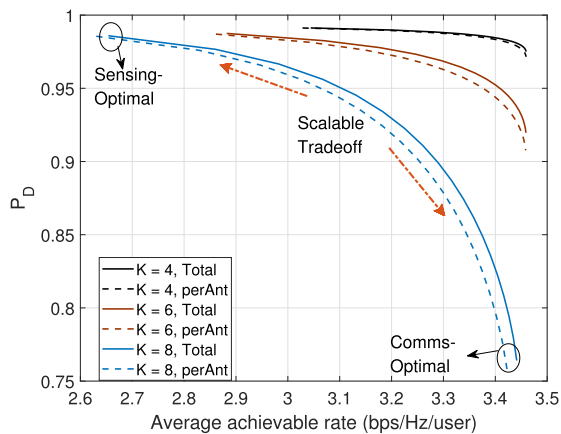 1
0.95
0.9
0.85
0.8
0.75
P_D
Sensing-
Optimal
Scalable
Tradeoff
K = 4, Total
K = 4, perAnt
K = 6, Total
K = 6, perAnt
K = 8, Total
K = 8, perAnt
Comms-
Optimal
2.6 2.7 2.8 2.9 3 3.1 3.2 3.3 3.4 3.5
Average achievable rate (bps/Hz/user)